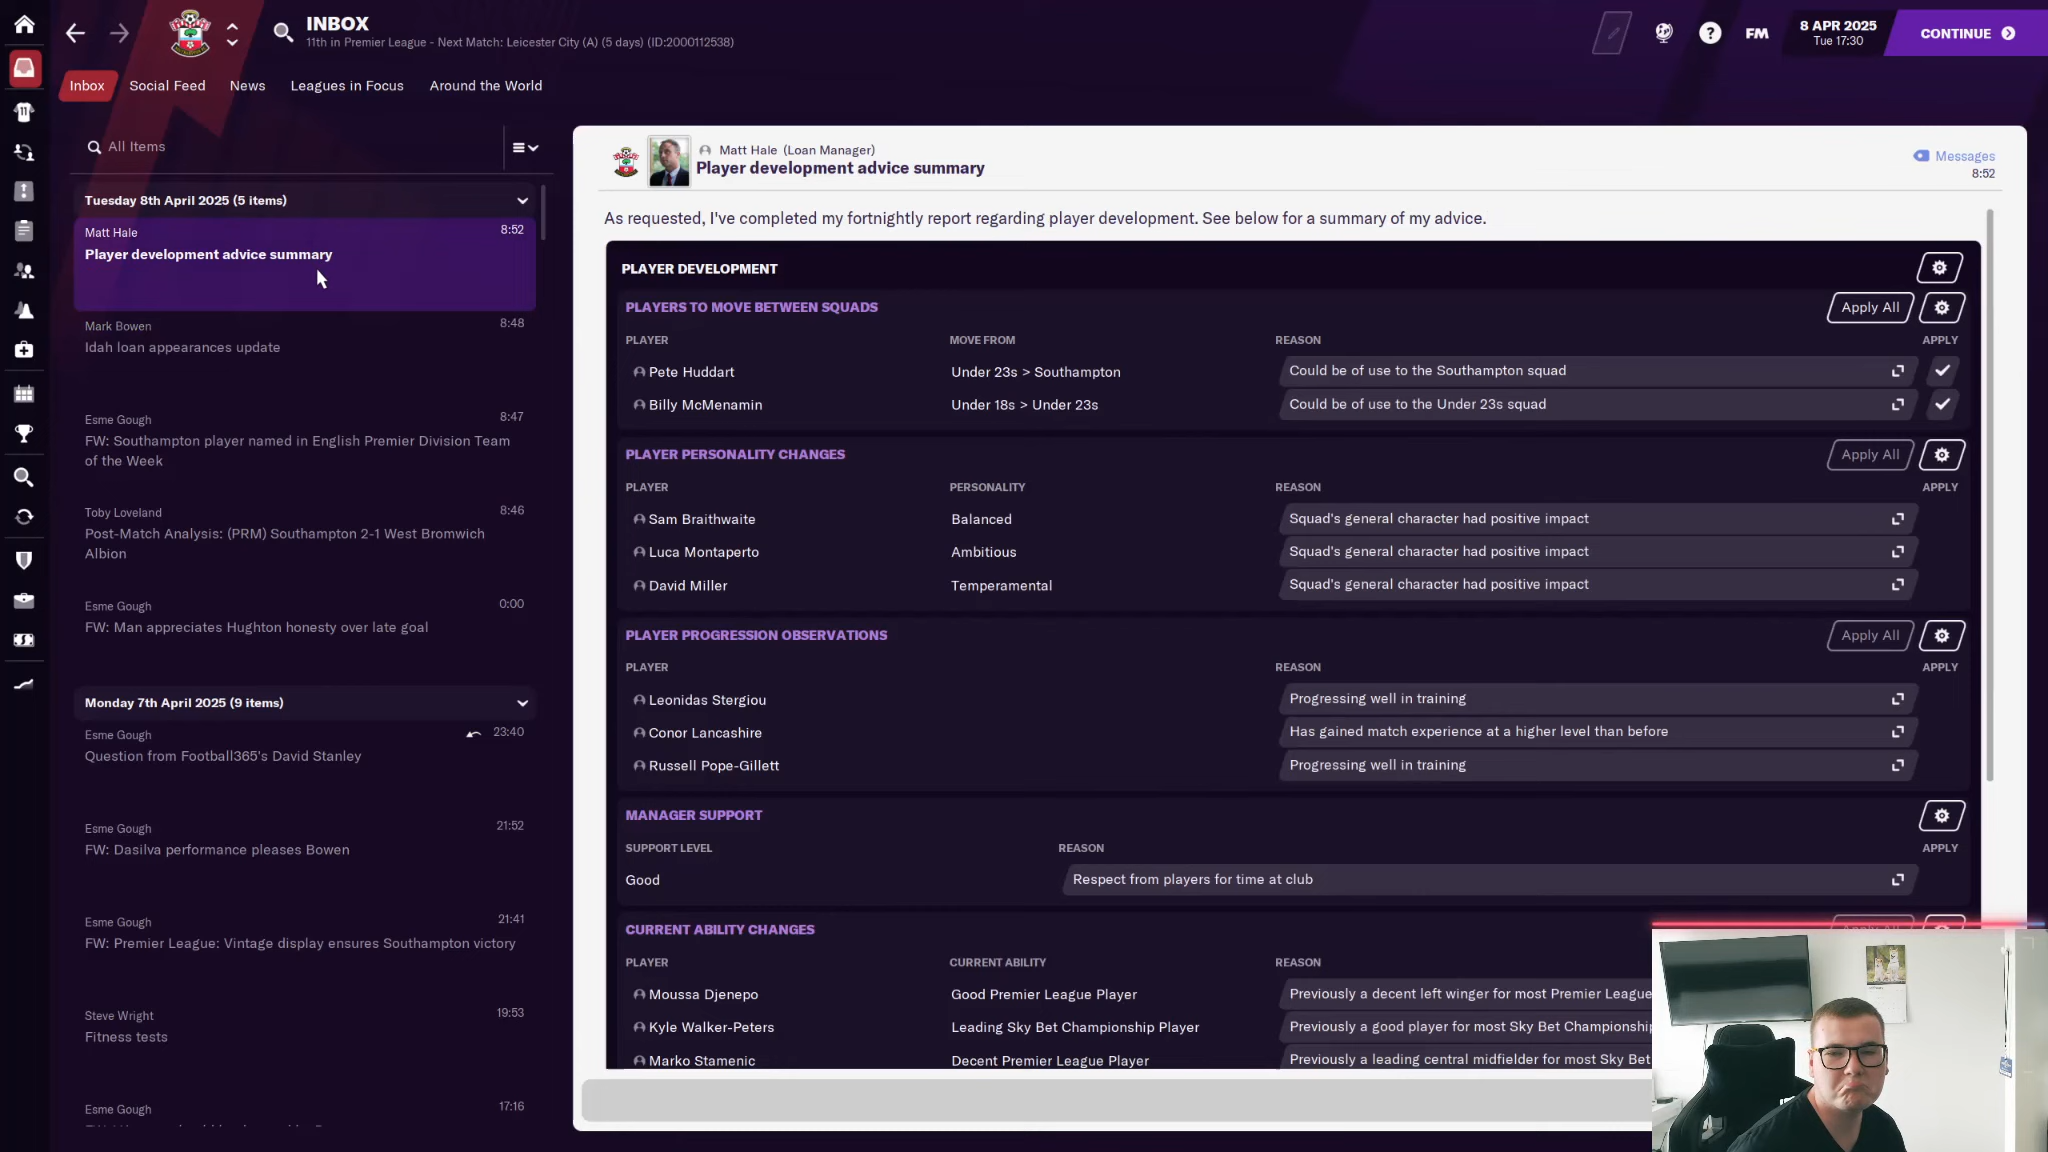 INBOX
11th in Premier League - Next Match: Leicester City (A) (5 days) (ID:2000112538)
FM
8 APR 2025
Tue 17:30
CONTINUE
Inbox
Social Feed
News
Leagues in Focus
Around the World
All Items
Tuesday 8th April 2025 (5 items)
Matt Hale
8:52
Player development advice summary
Mark Bowen
8:48
Idah loan appearances update
Esme Gough
8:47
FW: Southampton player named in English Premier Division Team
of the Week
Toby Loveland
8:46
Post-Match Analysis: (PRM) Southampton 2-1 West Bromwich
Albion
Esme Gough
0:00
FW: Man appreciates Hughton honesty over late goal
Monday 7th April 2025 (9 items)
Esme Gough
23:40
Question from Football365's David Stanley
Esme Gough
21:52
FW: Dasilva performance pleases Bowen
Esme Gough
21:41
FW: Premier League: Vintage display ensures Southampton victory
Steve Wright
19:53
Fitness tests
Esme Gough
17:16
Matt Hale (Loan Manager)
Player development advice summary
Messages
8:52
As requested, I've completed my fortnightly report regarding player development. See below for a summary of my advice.
PLAYER DEVELOPMENT
PLAYERS TO MOVE BETWEEN SQUADS
Apply All
PLAYER MOVE FROM REASON APPLY
Pete Huddart Under 23s > Southampton Could be of use to the Southampton squad
Billy McMenamin Under 18s > Under 23s Could be of use to the Under 23s squad
PLAYER PERSONALITY CHANGES
Apply All
PLAYER PERSONALITY REASON APPLY
Sam Braithwaite Balanced Squad's general character had positive impact
Luca Montaperto Ambitious Squad's general character had positive impact
David Miller Temperamental Squad's general character had positive impact
PLAYER PROGRESSION OBSERVATIONS
Apply All
PLAYER REASON APPLY
Leonidas Stergiou Progressing well in training
Conor Lancashire Has gained match experience at a higher level than before
Russell Pope-Gillett Progressing well in training
MANAGER SUPPORT
SUPPORT LEVEL REASON APPLY
Good Respect from players for time at club
CURRENT ABILITY CHANGES
PLAYER CURRENT ABILITY REASON
Moussa Djenepo Good Premier League Player Previously a decent left winger for most Premier League
Kyle Walker-Peters Leading Sky Bet Championship Player Previously a good player for most Sky Bet Championship
Marko Stamenic Decent Premier League Player Previously a leading central midfielder for most Sky Bet